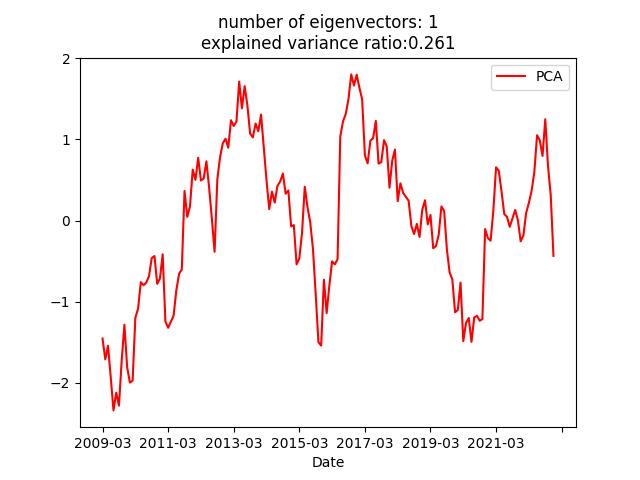 number of eigenvectors: 1
explained variance ratio:0.261
PCA
2
1
0
−1
−2
2009-03 2011-03 2013-03 2015-03 2017-03 2019-03 2021-03
Date